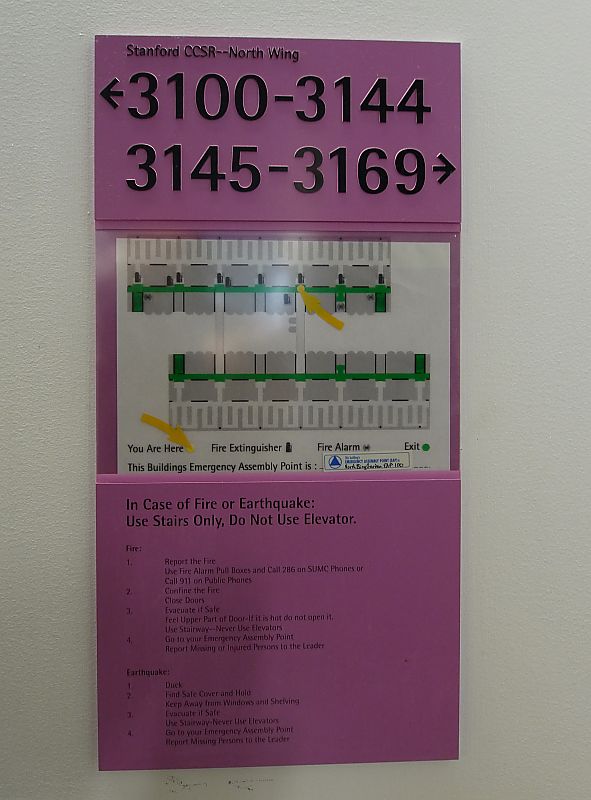 Stanford CCSR--North Wing
←3100-3144
3145-3169→
You Are Here
Fire Extinguisher
Fire Alarm
Exit
This Buildings Emergency Assembly Point is :
In Case of Fire or Earthquake:
Use Stairs Only, Do Not Use Elevator.
Fire:
1. Report the Fire
Use Fire Alarm Pull Boxes and Call 286 on SUMC Phones or
Call 911 on Public Phones
2. Confine the Fire
Close Doors
3. Evacuate if Safe
Feel Upper Part of Door-If it is hot do not open it.
Use Stairway--Never Use Elevators
4. Go to your Emergency Assembly Point
Report Missing or Injured Persons to the Leader
Earthquake:
1. Duck
2. Find Safe Cover and Hold
Keep Away from Windows and Shelving
3. Evacuate if Safe
Use Stairway-Never Use Elevators
4. Go to your Emergency Assembly Point
Report Missing Persons to the Leader